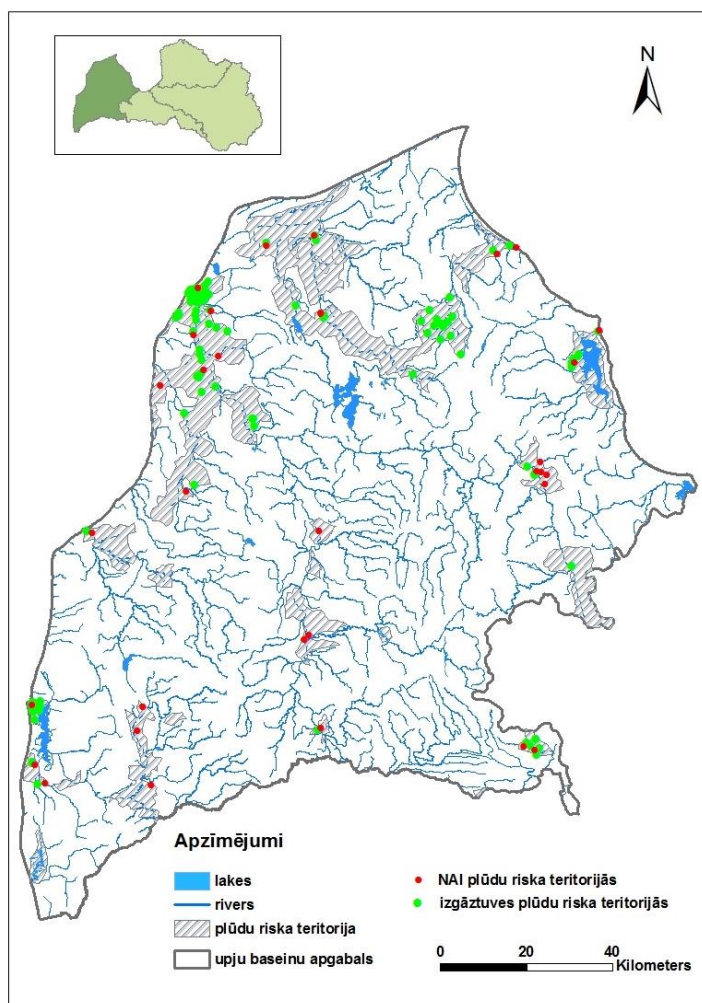 N
Apzīmējumi
lakes
rivers
plūdu riska teritorija
upju baseinu apgabals
NAI plūdu riska teritorijās
izgāztuves plūdu riska teritorijās
0 20 40
Kilometers